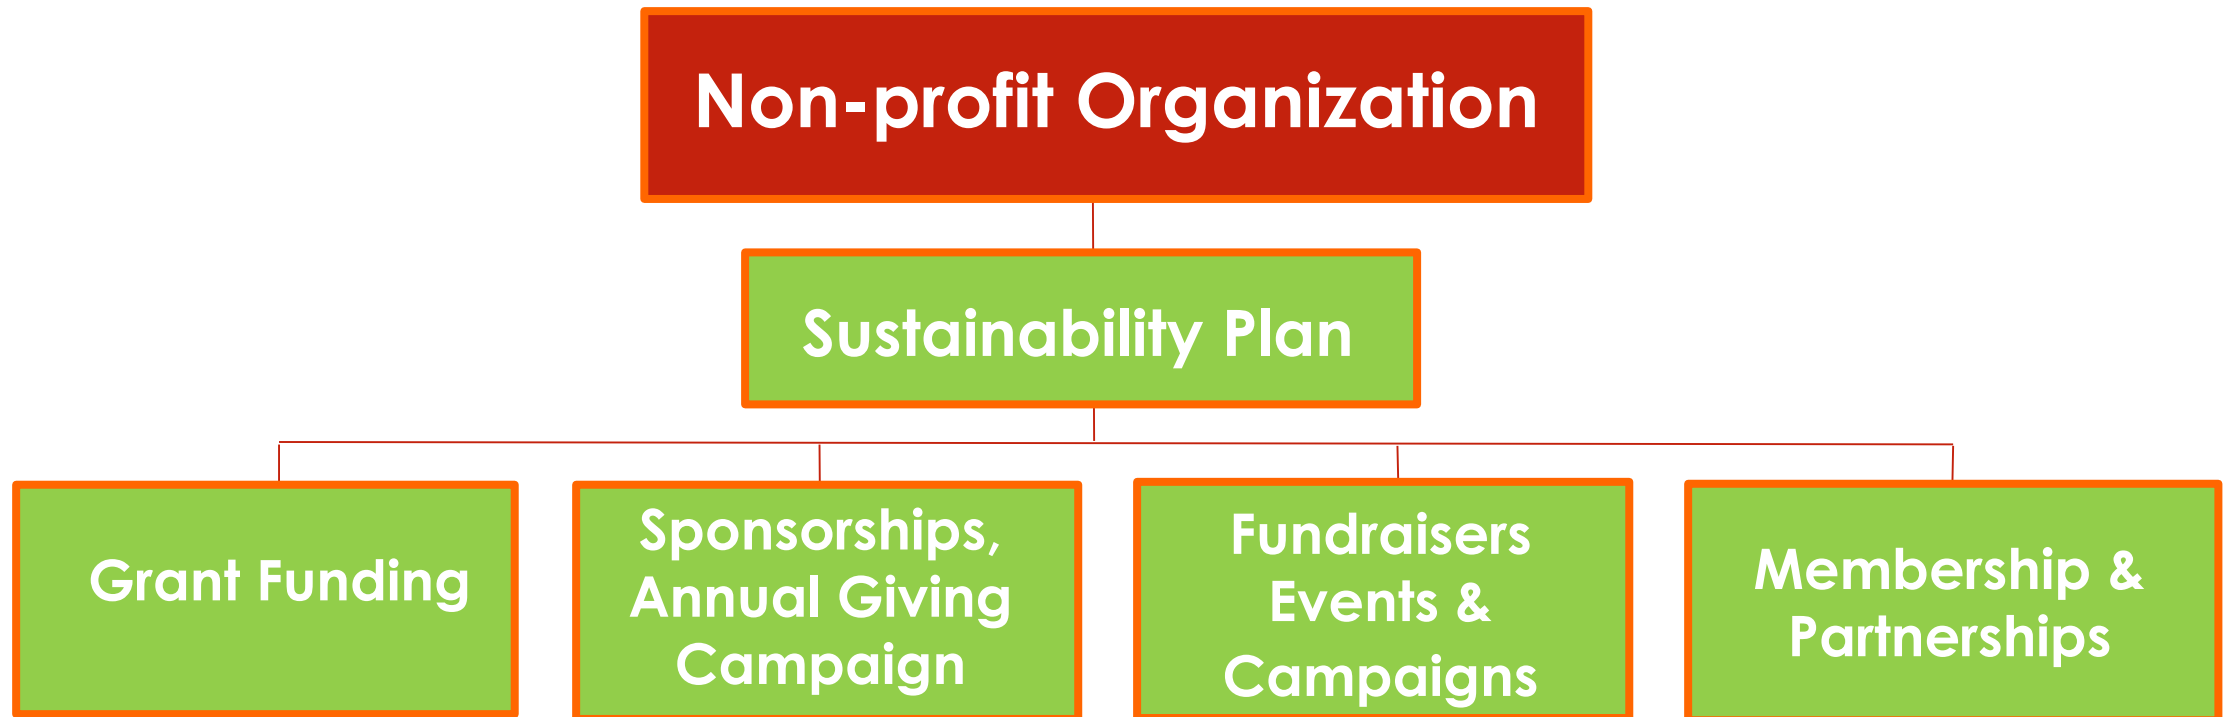 Non-profit Organization
Sustainability Plan
Grant Funding
Sponsorships,
Annual Giving
Campaign
Fundraisers
Events &
Campaigns
Membership &
Partnerships